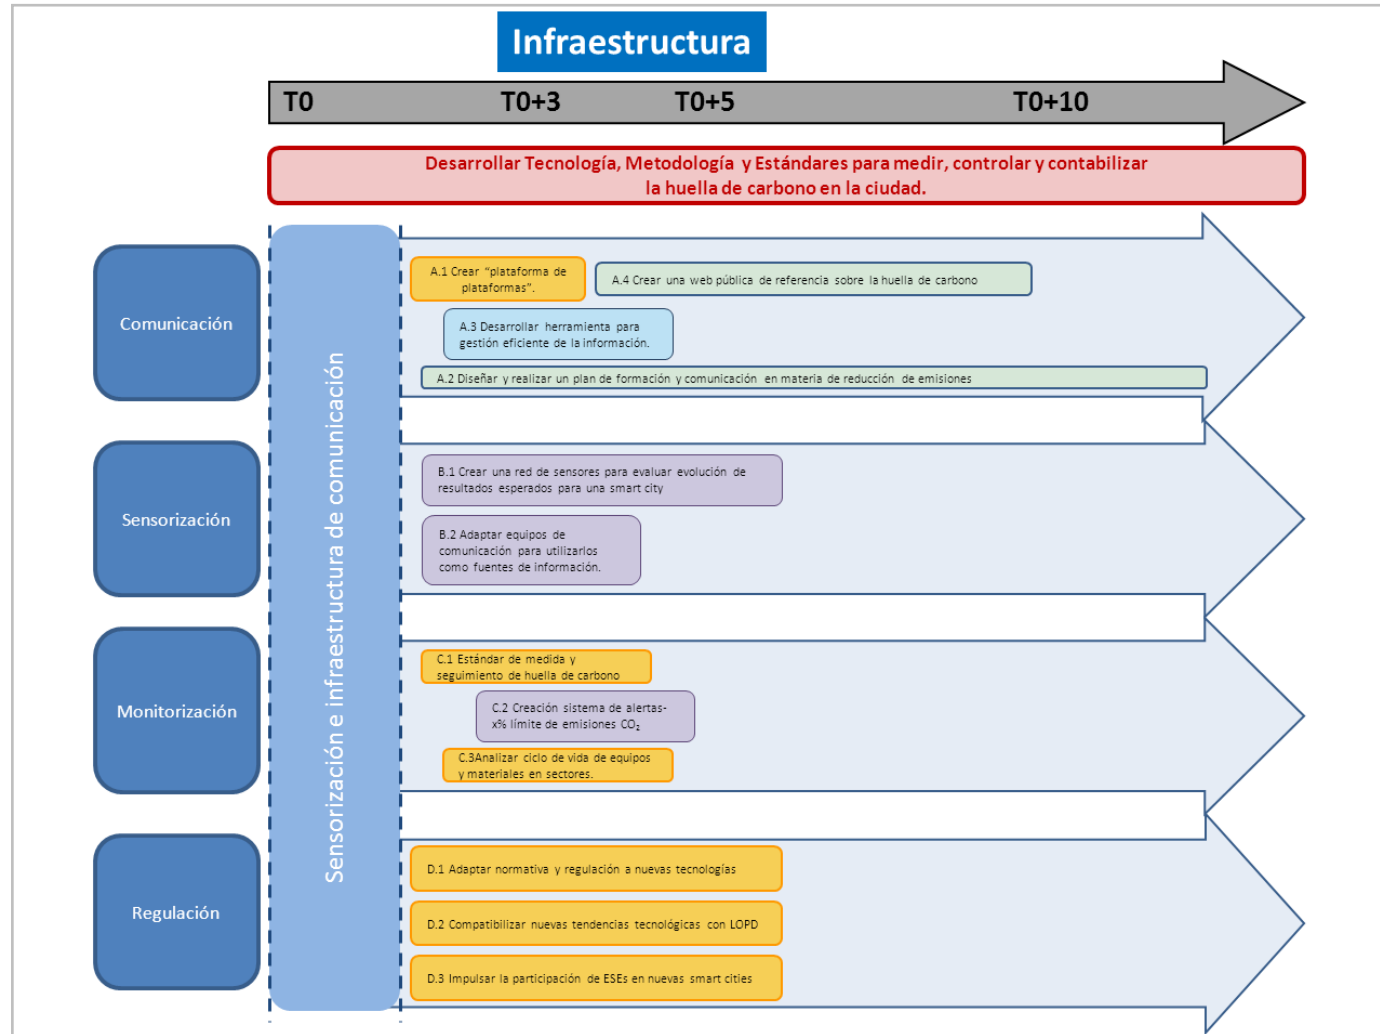 Infraestructura
T0 T0+3 T0+5 T0+10
Desarrollar Tecnología, Metodología y Estándares para medir, controlar y contabilizar
la huella de carbono en la ciudad.
Sensorización e infraestructura de comunicación
Comunicación
A.1 Crear “plataforma de
plataformas”.
A.4 Crear una web pública de referencia sobre la huella de carbono
A.3 Desarrollar herramienta para
gestión eficiente de la información.
A.2 Diseñar y realizar un plan de formación y comunicación en materia de reducción de emisiones
Sensorización
B.1 Crear una red de sensores para evaluar evolución de
resultados esperados para una smart city
B.2 Adaptar equipos de
comunicación para utilizarlos
como fuentes de información.
Monitorización
C.1 Estándar de medida y
seguimiento de huella de carbono
C.2 Creación sistema de alertas-
x% límite de emisiones CO₂
C.3Analizar ciclo de vida de equipos
y materiales en sectores.
Regulación
D.1 Adaptar normativa y regulación a nuevas tecnologías
D.2 Compatibilizar nuevas tendencias tecnológicas con LOPD
D.3 Impulsar la participación de ESEs en nuevas smart cities